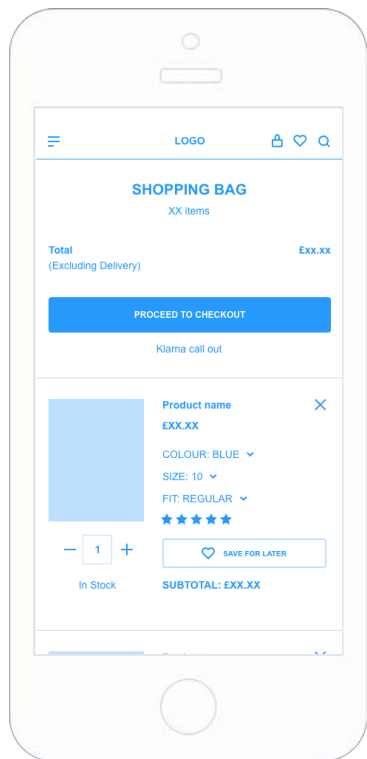 LOGO
SHOPPING BAG
XX items
Total £xx.xx
(Excluding Delivery)
PROCEED TO CHECKOUT
Klarna call out
Product name
£XX.XX
COLOUR: BLUE
SIZE: 10
FIT: REGULAR
1
SAVE FOR LATER
In Stock
SUBTOTAL: £XX.XX